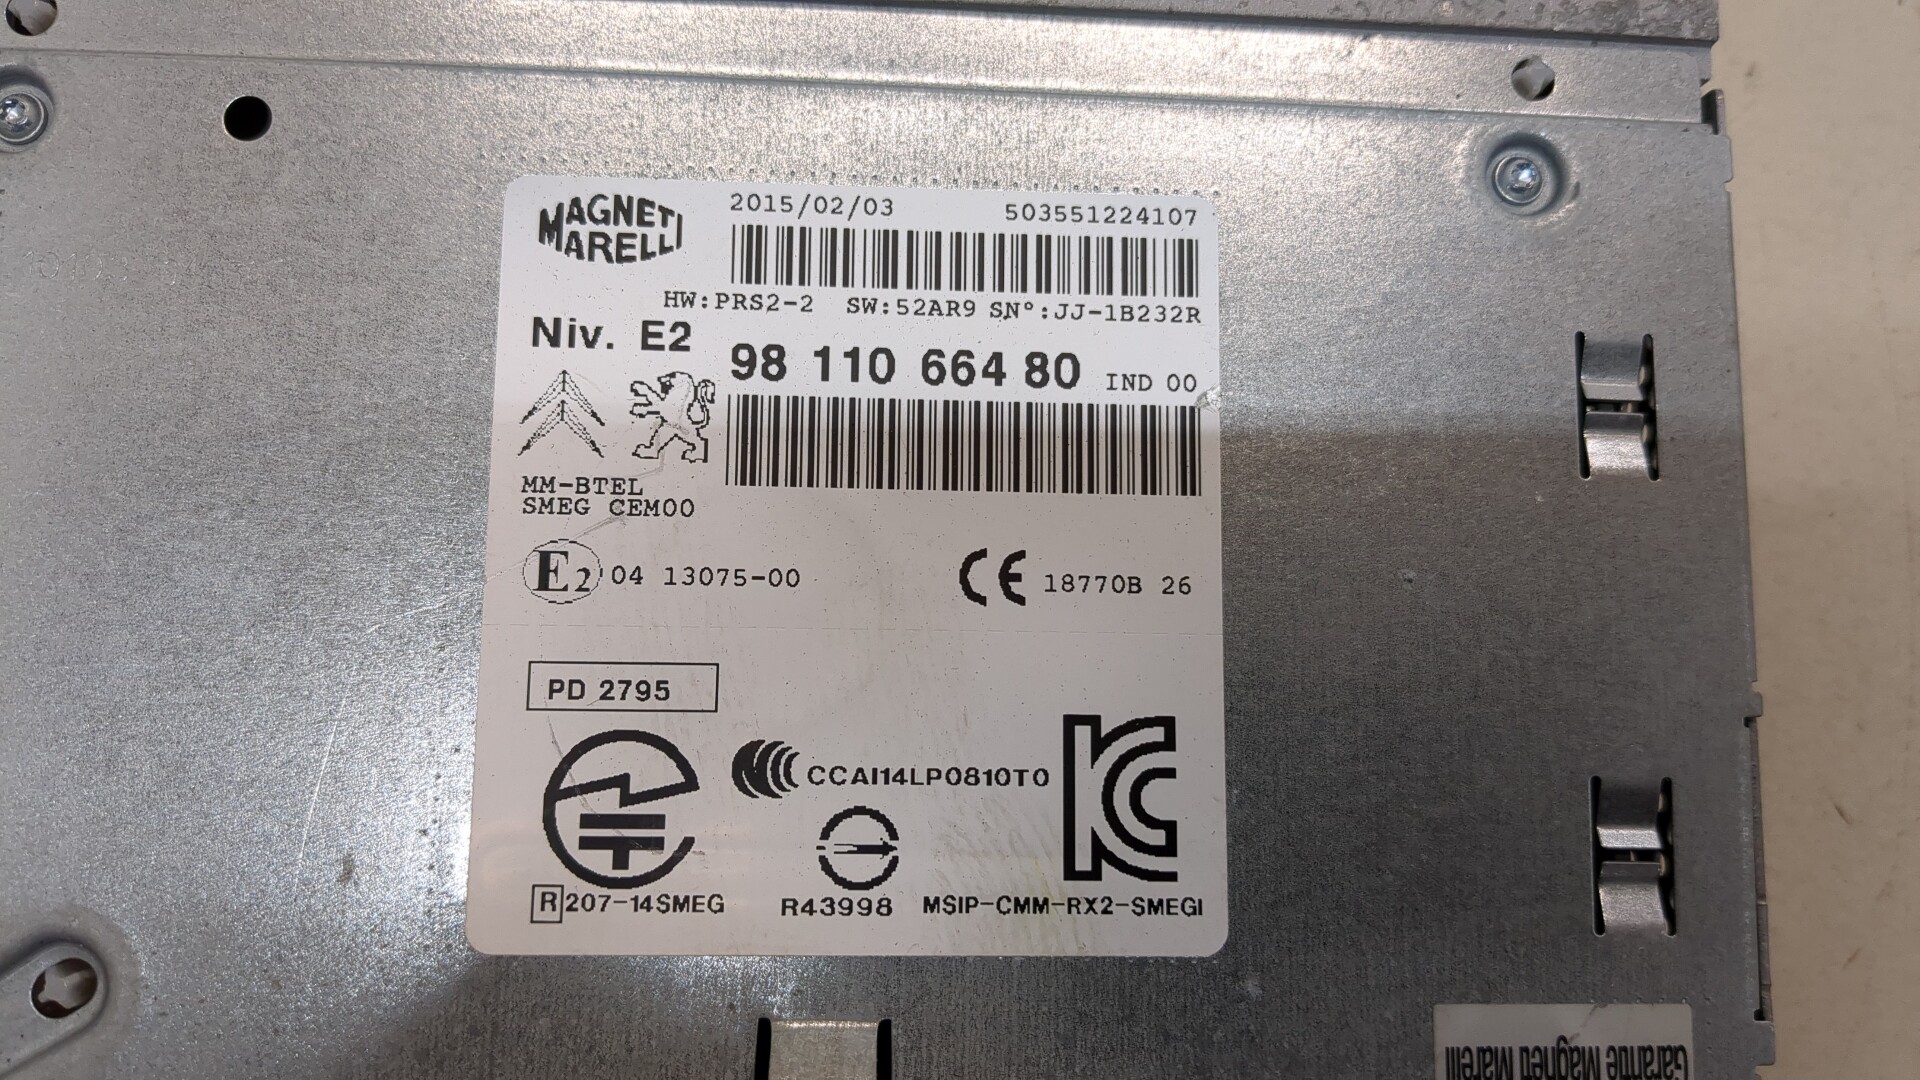 MAGNETI
MARELLI
2015/02/03 503551224107
HW:PRS2-2 SW:52AR9 SN°:JJ-1B232R
Niv. E2
98 110 664 80 IND 00
MM-BTEL
SMEG CEM00
E2 04 13075-00
CE 18770B 26
PD 2795
CCAI14LP0810T0
R 207-14SMEG
R43998
MSIP-CMM-RX2-SMEGI
Garantie Magneti Marelli